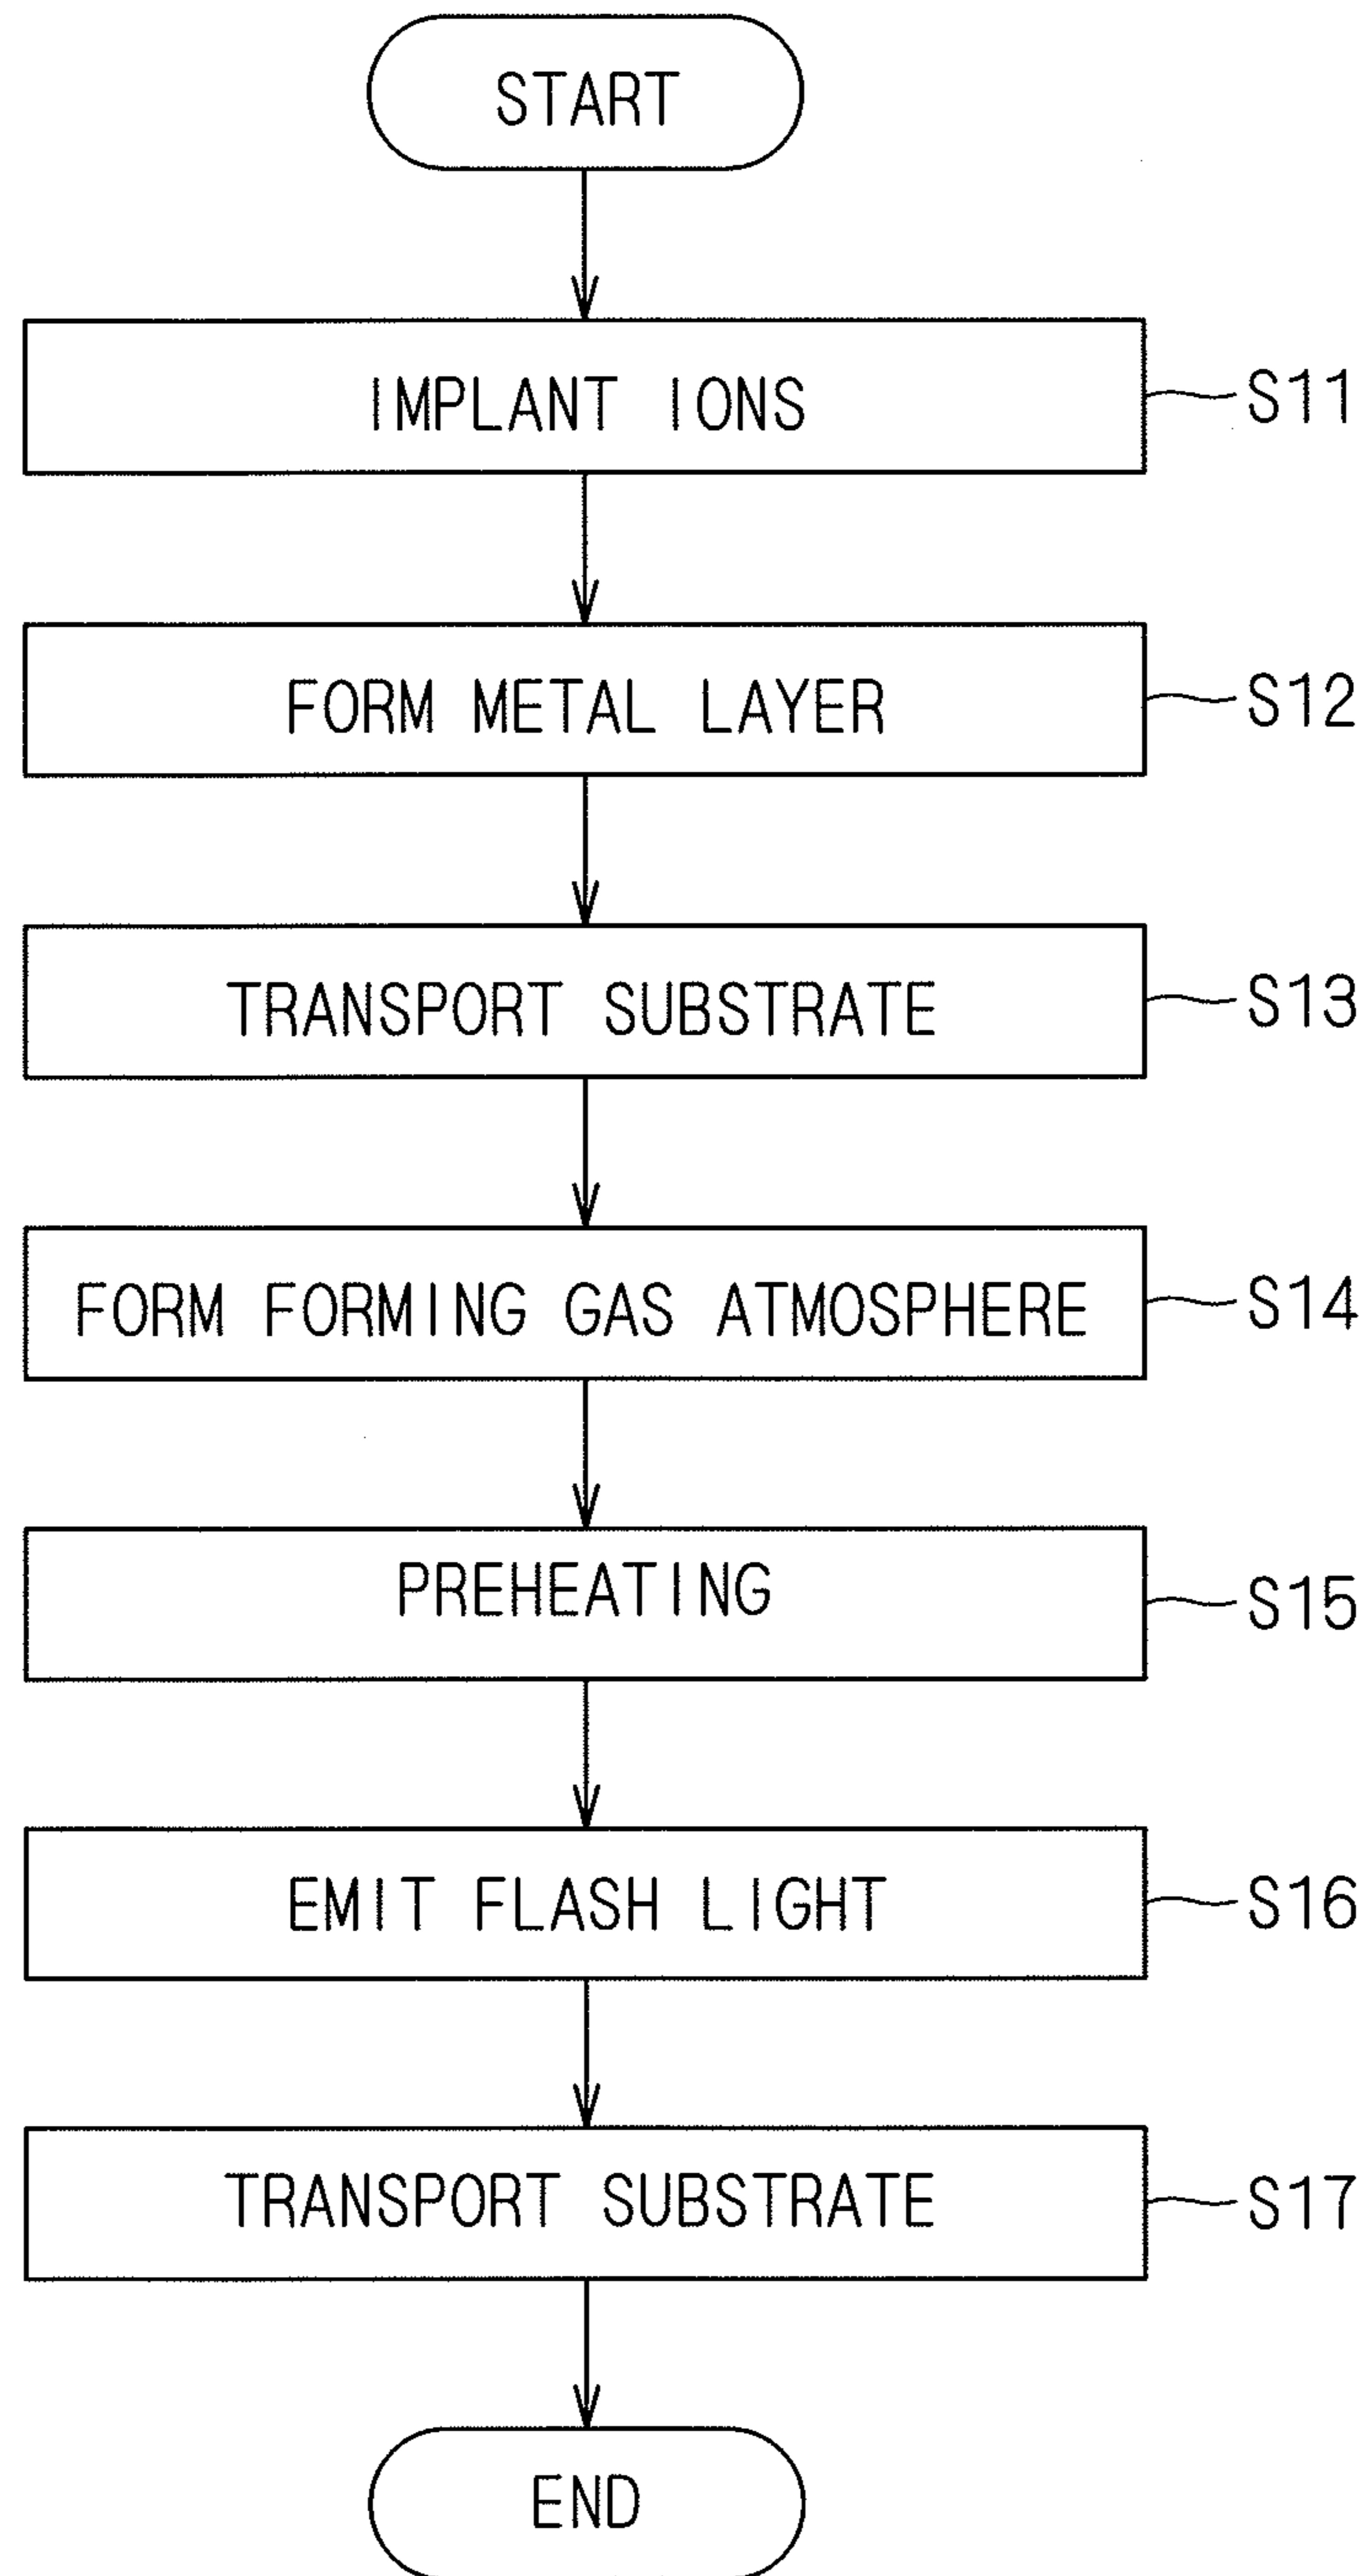 START
IMPLANT IONS
S11
FORM METAL LAYER
S12
TRANSPORT SUBSTRATE
S13
FORM FORMING GAS ATMOSPHERE
S14
PREHEATING
S15
EMIT FLASH LIGHT
S16
TRANSPORT SUBSTRATE
S17
END